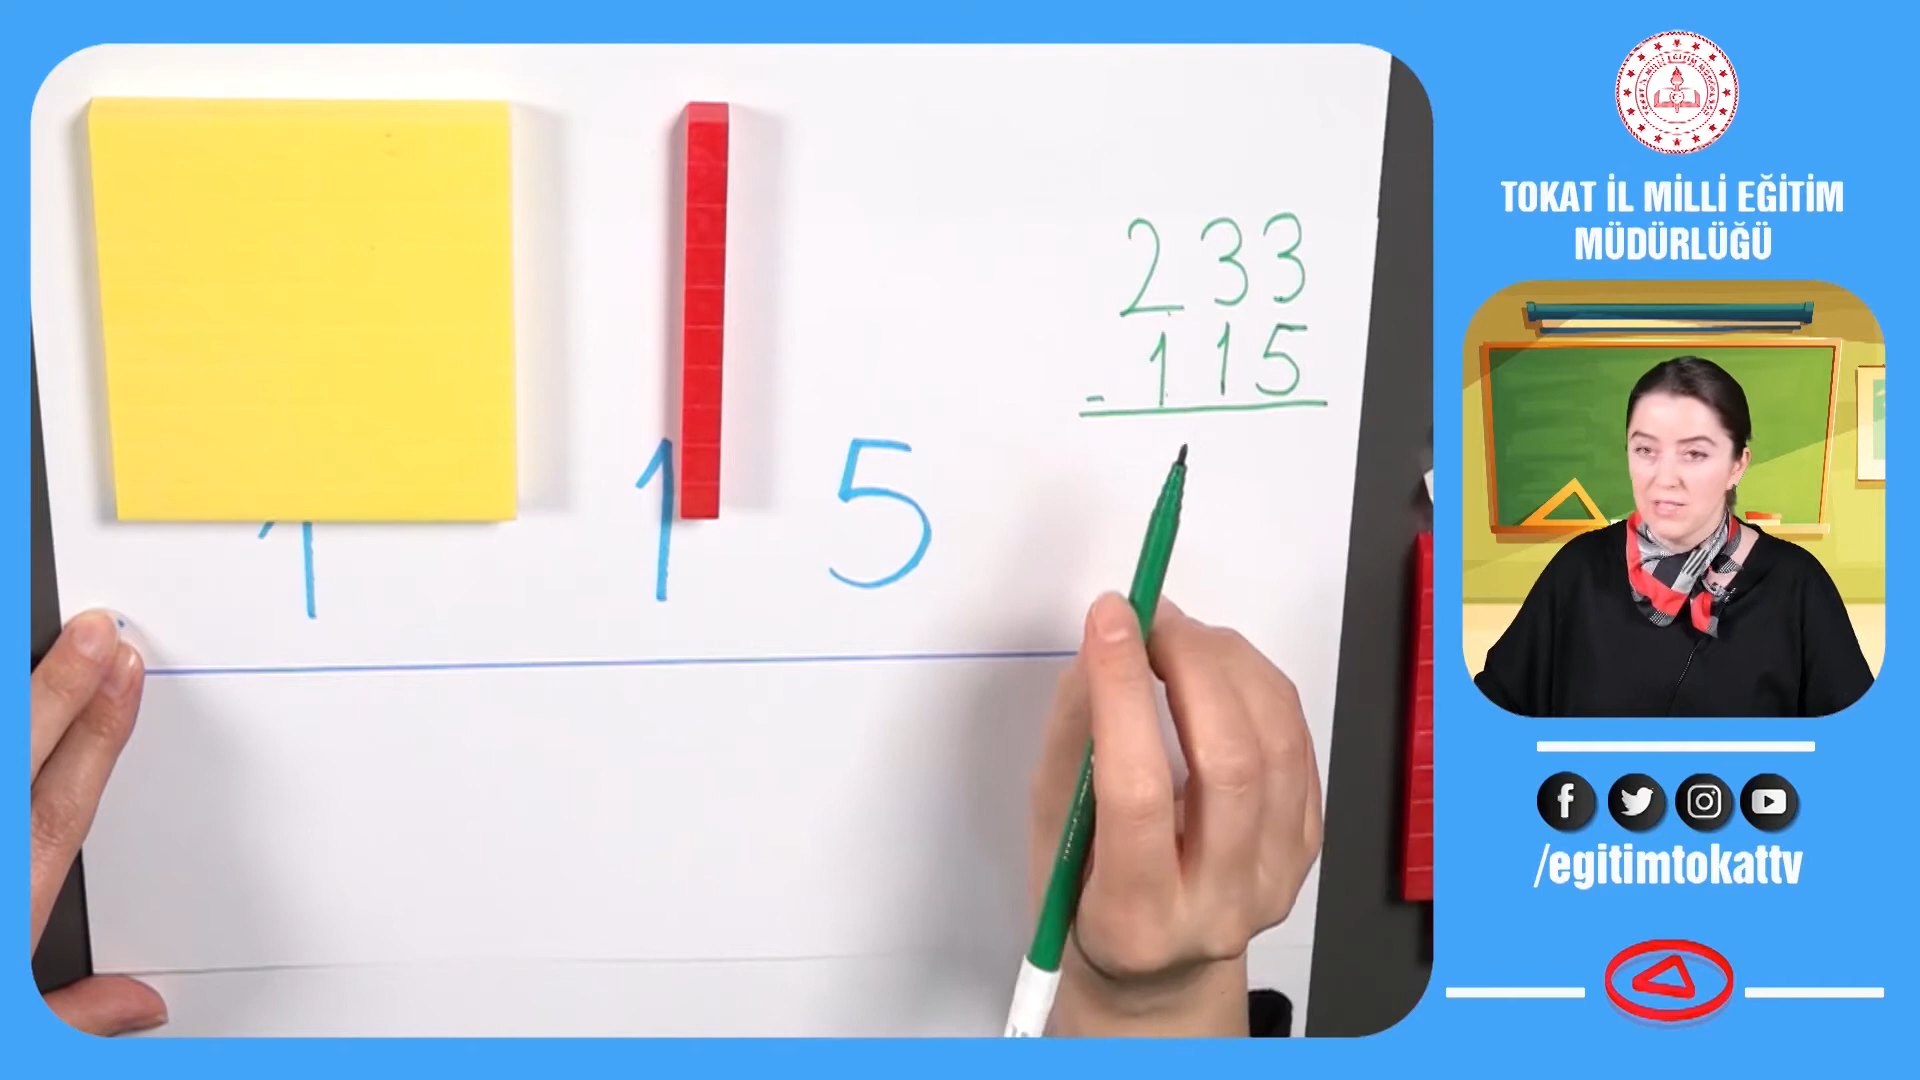 233
115
-
1 1 5
TOKAT İL MİLLİ EĞİTİM
MÜDÜRLÜĞÜ
/egitimtokattv